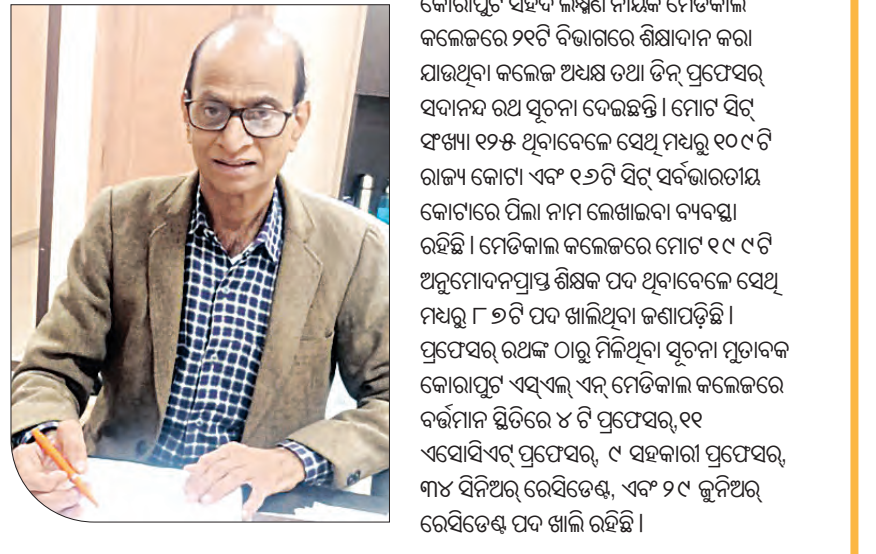 କୋରାପୁଟ ସହିଦ ଲକ୍ଷ୍ମଣ ନାୟକ ମେଡିକାଲ
କଲେଜରେ ୨୧ଟି ବିଭାଗରେ ଶିକ୍ଷାଦାନ କରା
ଯାଉଥିବା କଲେଜ ଅଧ୍ୟକ୍ଷ ତଥା ଡିନ୍ ପ୍ରଫେସର୍
ସଦାନନ୍ଦ ରଥ ସୂଚନା ଦେଇଛନ୍ତି । ମୋଟ ସିଟ୍
ସଂଖ୍ୟା ୧୨୫ ଥିବାବେଳେ ସେଥି ମଧ୍ୟରୁ ୧୦୯ଟି
ରାଜ୍ୟ କୋଟା ଏବଂ ୧୬ଟି ସିଟ୍ ସର୍ବଭାରତୀୟ
କୋଟାରେ ପିଲା ନାମ ଲେଖାଇବା ବ୍ୟବସ୍ଥା
ରହିଛି । ମେଡିକାଲ କଲେଜରେ ମୋଟ ୧୯ ୯ଟି
ଅନୁମୋଦନପ୍ରାପ୍ତ ଶିକ୍ଷକ ପଦ ଥିବାବେଳେ ସେଥି
ମଧ୍ୟରୁ ୮୭ଟି ପଦ ଖାଲିଥିବା ଜଣାପଡ଼ିଛି ।
ପ୍ରଫେସର୍ ରଥଙ୍କ ଠାରୁ ମିଳିଥିବା ସୂଚନା ମୁତାବକ
କୋରାପୁଟ ଏସ୍ଏଲ୍ ଏନ୍ ମେଡିକାଲ କଲେଜରେ
ବର୍ତ୍ତମାନ ସ୍ଥିତିରେ ୪ ଟି ପ୍ରଫେସର୍,୧୧
ଏସୋସିଏଟ୍ ପ୍ରଫେସର୍, ୯ ସହକାରୀ ପ୍ରଫେସର୍,
୩୪ ସିନିଅର୍ ରେସିଡେଣ୍ଟ, ଏବଂ ୨୯ ଜୁନିଅର୍
ରେସିଡେଣ୍ଟ ପଦ ଖାଲି ରହିଛି ।